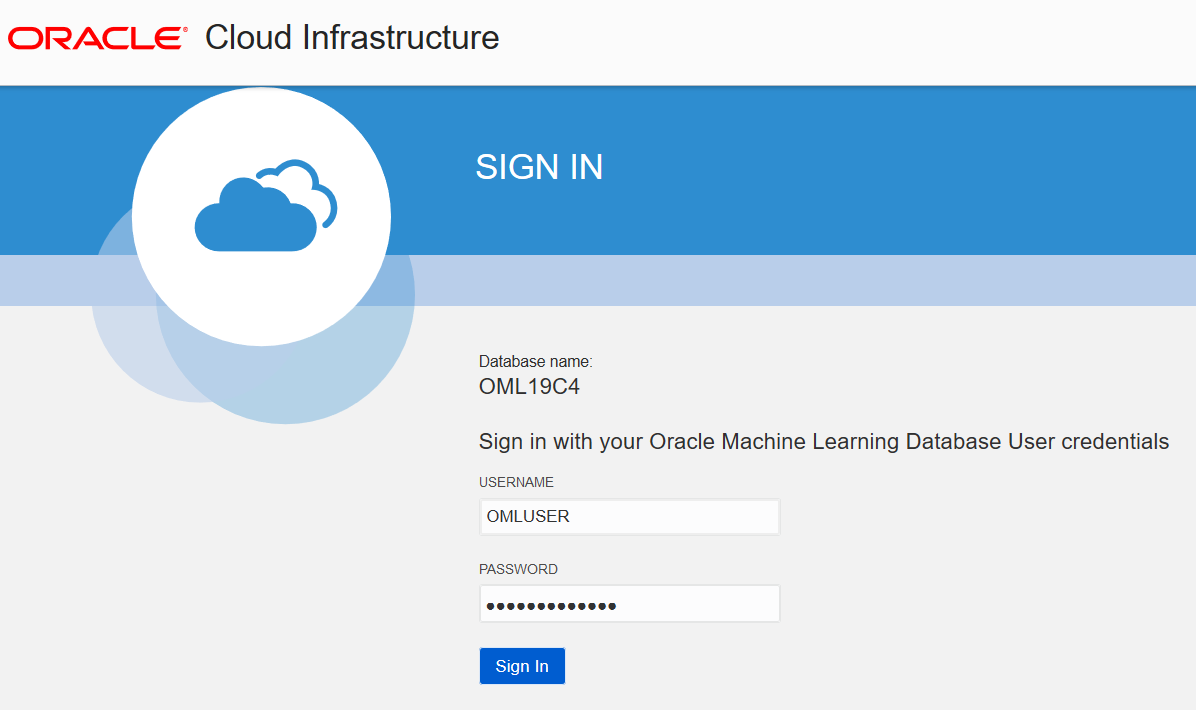 ORACLE® Cloud Infrastructure
SIGN IN
Database name:
OML19C4
Sign in with your Oracle Machine Learning Database User credentials
USERNAME
OMLUSER
PASSWORD
•••••••••••••
Sign In